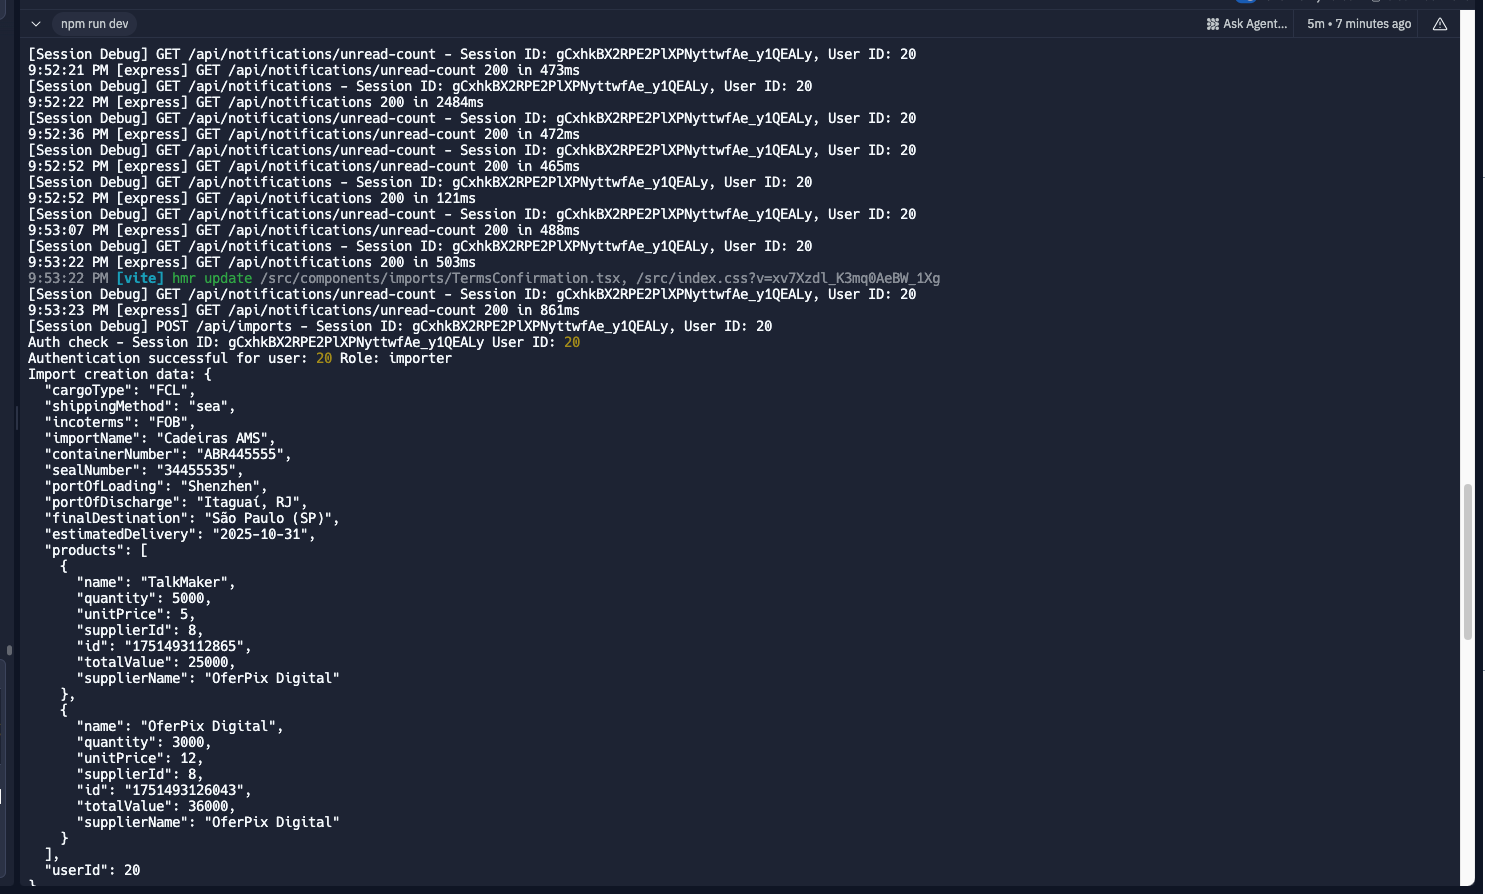 npm run dev
Ask Agent... 5m • 7 minutes ago
[Session Debug] GET /api/notifications/unread-count - Session ID: gCxhkBX2RPE2PlXPNyttwfAe_y1QEALy, User ID: 20
9:52:21 PM [express] GET /api/notifications/unread-count 200 in 473ms
[Session Debug] GET /api/notifications - Session ID: gCxhkBX2RPE2PlXPNyttwfAe_y1QEALy, User ID: 20
9:52:22 PM [express] GET /api/notifications 200 in 2484ms
[Session Debug] GET /api/notifications/unread-count - Session ID: gCxhkBX2RPE2PlXPNyttwfAe_y1QEALy, User ID: 20
9:52:36 PM [express] GET /api/notifications/unread-count 200 in 472ms
[Session Debug] GET /api/notifications/unread-count - Session ID: gCxhkBX2RPE2PlXPNyttwfAe_y1QEALy, User ID: 20
9:52:52 PM [express] GET /api/notifications/unread-count 200 in 465ms
[Session Debug] GET /api/notifications - Session ID: gCxhkBX2RPE2PlXPNyttwfAe_y1QEALy, User ID: 20
9:52:52 PM [express] GET /api/notifications 200 in 121ms
[Session Debug] GET /api/notifications/unread-count - Session ID: gCxhkBX2RPE2PlXPNyttwfAe_y1QEALy, User ID: 20
9:53:07 PM [express] GET /api/notifications/unread-count 200 in 488ms
[Session Debug] GET /api/notifications - Session ID: gCxhkBX2RPE2PlXPNyttwfAe_y1QEALy, User ID: 20
9:53:22 PM [express] GET /api/notifications 200 in 503ms
9:53:22 PM [vite] hmr update /src/components/imports/TermsConfirmation.tsx, /src/index.css?v=xv7Xzdl_K3mq0AeBW_1Xg
[Session Debug] GET /api/notifications/unread-count - Session ID: gCxhkBX2RPE2PlXPNyttwfAe_y1QEALy, User ID: 20
9:53:23 PM [express] GET /api/notifications/unread-count 200 in 861ms
[Session Debug] POST /api/imports - Session ID: gCxhkBX2RPE2PlXPNyttwfAe_y1QEALy, User ID: 20
Auth check - Session ID: gCxhkBX2RPE2PlXPNyttwfAe_y1QEALy User ID: 20
Authentication successful for user: 20 Role: importer
Import creation data: {
  "cargoType": "FCL",
  "shippingMethod": "sea",
  "incoterms": "FOB",
  "importName": "Cadeiras AMS",
  "containerNumber": "ABR445555",
  "sealNumber": "34455535",
  "portOfLoading": "Shenzhen",
  "portOfDischarge": "Itaguaí, RJ",
  "finalDestination": "São Paulo (SP)",
  "estimatedDelivery": "2025-10-31",
  "products": [
    {
      "name": "TalkMaker",
      "quantity": 5000,
      "unitPrice": 5,
      "supplierId": 8,
      "id": "1751493112865",
      "totalValue": 25000,
      "supplierName": "OferPix Digital"
    },
    {
      "name": "OferPix Digital",
      "quantity": 3000,
      "unitPrice": 12,
      "supplierId": 8,
      "id": "1751493126043",
      "totalValue": 36000,
      "supplierName": "OferPix Digital"
    }
  ],
  "userId": 20
}